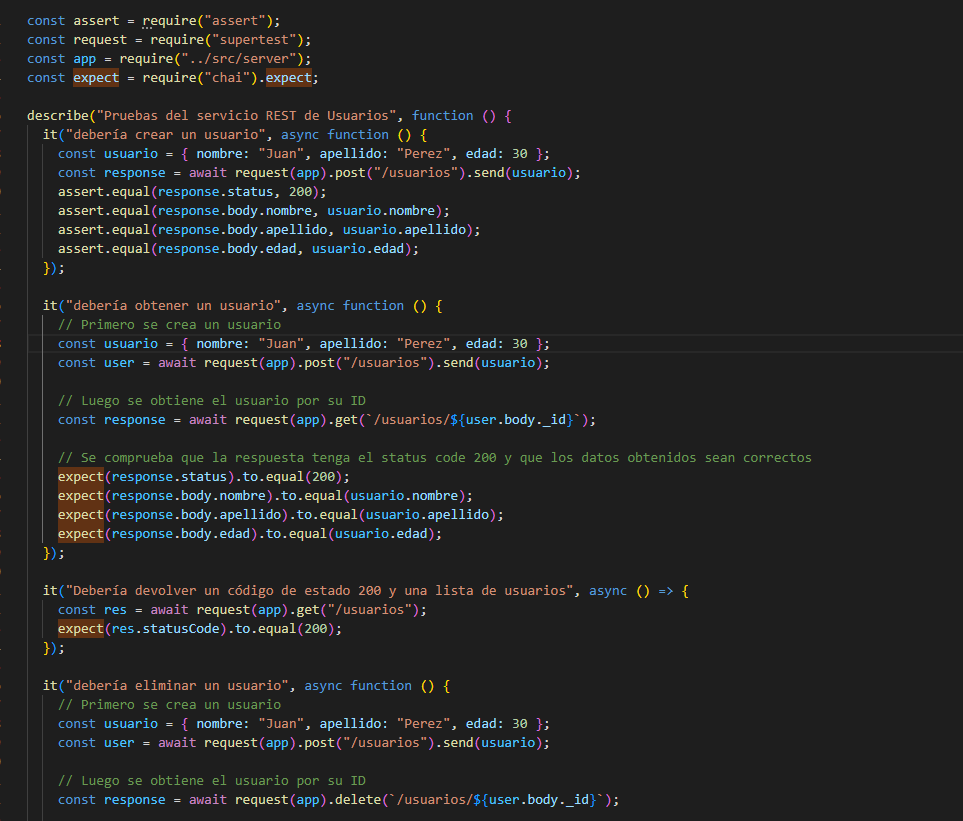 const assert = require("assert");
const request = require("supertest");
const app = require("../src/server");
const expect = require("chai").expect;
describe("Pruebas del servicio REST de Usuarios", function () {
it("debería crear un usuario", async function () {
const usuario = { nombre: "Juan", apellido: "Perez", edad: 30 };
const response = await request(app).post("/usuarios").send(usuario);
assert.equal(response.status, 200);
assert.equal(response.body.nombre, usuario.nombre);
assert.equal(response.body.apellido, usuario.apellido);
assert.equal(response.body.edad, usuario.edad);
});
it("debería obtener un usuario", async function () {
// Primero se crea un usuario
const usuario = { nombre: "Juan", apellido: "Perez", edad: 30 };
const user = await request(app).post("/usuarios").send(usuario);
// Luego se obtiene el usuario por su ID
const response = await request(app).get(`/usuarios/${user.body._id}`);
// Se comprueba que la respuesta tenga el status code 200 y que los datos obtenidos sean correctos
expect(response.status).to.equal(200);
expect(response.body.nombre).to.equal(usuario.nombre);
expect(response.body.apellido).to.equal(usuario.apellido);
expect(response.body.edad).to.equal(usuario.edad);
});
it("Debería devolver un código de estado 200 y una lista de usuarios", async () => {
const res = await request(app).get("/usuarios");
expect(res.statusCode).to.equal(200);
});
it("debería eliminar un usuario", async function () {
// Primero se crea un usuario
const usuario = { nombre: "Juan", apellido: "Perez", edad: 30 };
const user = await request(app).post("/usuarios").send(usuario);
// Luego se obtiene el usuario por su ID
const response = await request(app).delete(`/usuarios/${user.body._id}`);